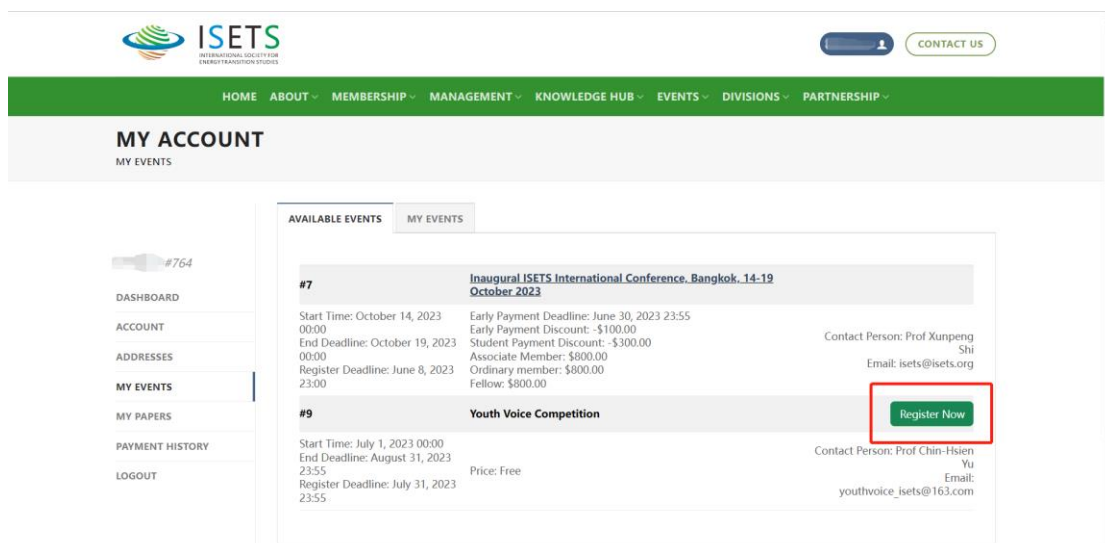 ISETS
INTERNATIONAL SOCIETY FOR
ENERGY TRANSITION STUDIES
CONTACT US
HOME ABOUT MEMBERSHIP MANAGEMENT KNOWLEDGE HUB EVENTS DIVISIONS PARTNERSHIP
MY ACCOUNT
MY EVENTS
AVAILABLE EVENTS MY EVENTS
#764
DASHBOARD
ACCOUNT
ADDRESSES
MY EVENTS
MY PAPERS
PAYMENT HISTORY
LOGOUT
#7
Inaugural ISETS International Conference, Bangkok, 14-19
October 2023
Start Time: October 14, 2023
00:00
End Deadline: October 19, 2023
00:00
Register Deadline: June 8, 2023
23:00
Early Payment Deadline: June 30, 2023 23:55
Early Payment Discount: -$100.00
Student Payment Discount: -$300.00
Associate Member: $800.00
Ordinary member: $800.00
Fellow: $800.00
Contact Person: Prof Xunpeng
Shi
Email: isets@isets.org
#9
Youth Voice Competition
Register Now
Start Time: July 1, 2023 00:00
End Deadline: August 31, 2023
23:55
Register Deadline: July 31, 2023
23:55
Price: Free
Contact Person: Prof Chin-Hsien
Yu
Email:
youthvoice_isets@163.com